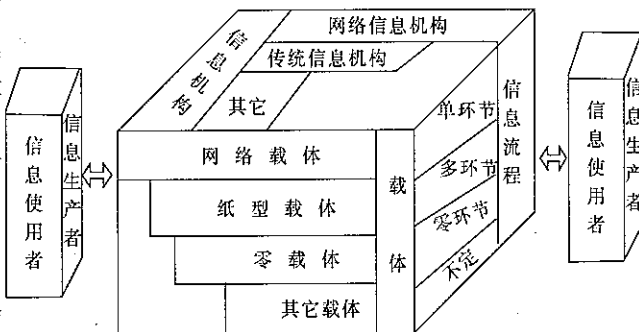 网络信息机构
传统信息机构
信息机构
其它
网络载体
纸型载体
零载体
其它载体
载体
单环节
多环节
零环节
不定
信息流程
信息使用者
信息生产者
信息使用者
信息生产者